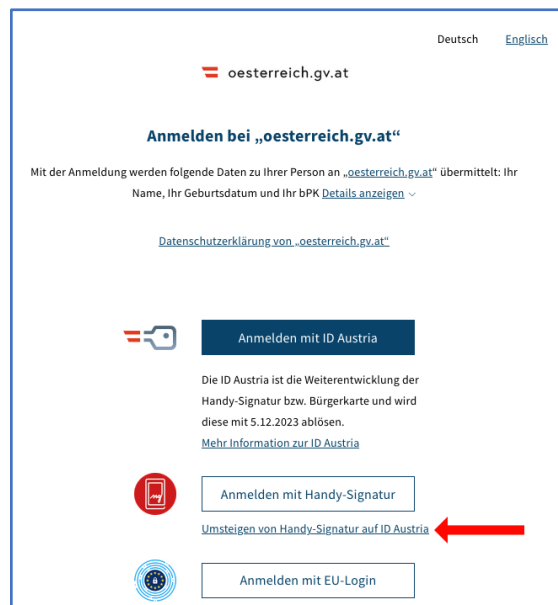 Deutsch Englisch
oesterreich.gv.at
Anmelden bei „oesterreich.gv.at“
Mit der Anmeldung werden folgende Daten zu Ihrer Person an „oesterreich.gv.at“ übermittelt: Ihr
Name, Ihr Geburtsdatum und Ihr bPK Details anzeigen
Datenschutzerklärung von „oesterreich.gv.at“
Anmelden mit ID Austria
Die ID Austria ist die Weiterentwicklung der
Handy-Signatur bzw. Bürgerkarte und wird
diese mit 5.12.2023 ablösen.
Mehr Information zur ID Austria
Anmelden mit Handy-Signatur
Umsteigen von Handy-Signatur auf ID Austria
Anmelden mit EU-Login